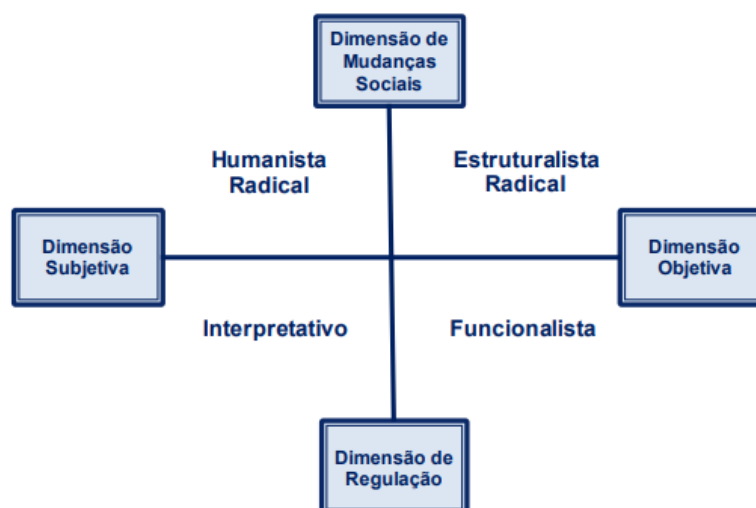 Dimensão de
Mudanças
Sociais
Humanista
Radical
Estruturalista
Radical
Dimensão
Subjetiva
Dimensão
Objetiva
Interpretativo
Funcionalista
Dimensão de
Regulação